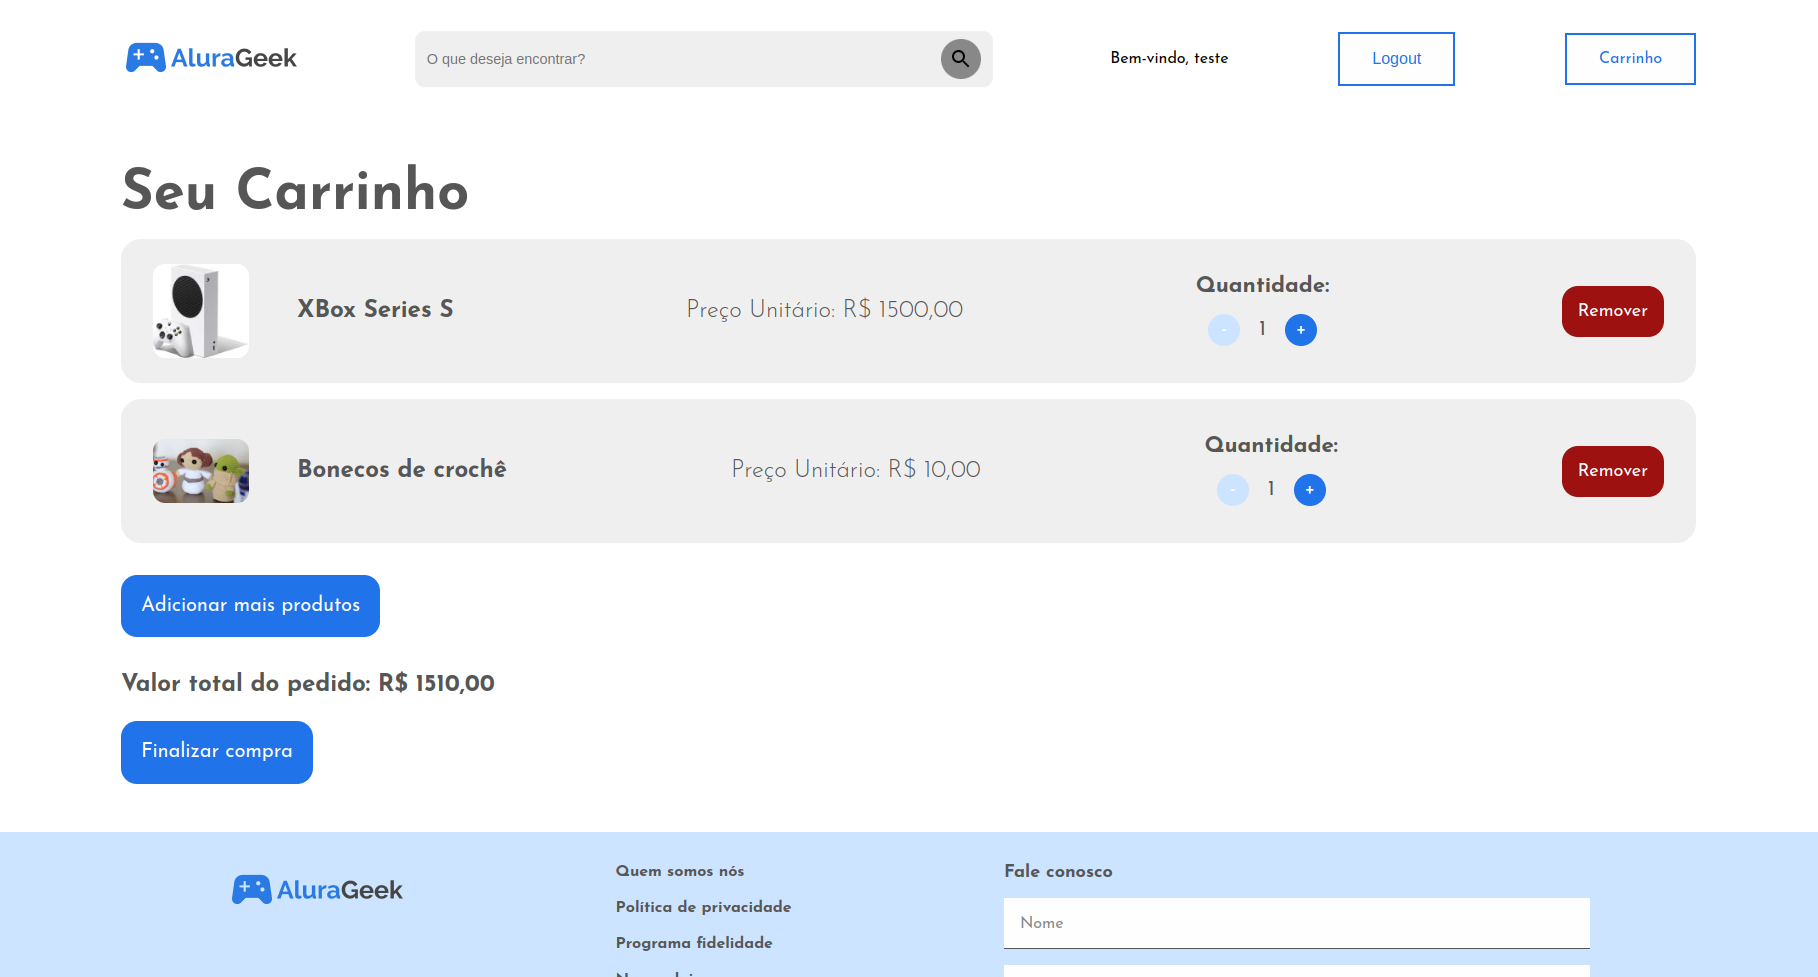 AluraGeek
O que deseja encontrar?
Bem-vindo, teste
Logout
Carrinho
Seu Carrinho
XBox Series S
Preço Unitário: R$ 1500,00
Quantidade:
- 1 +
Remover
Bonecos de crochê
Preço Unitário: R$ 10,00
Quantidade:
- 1 +
Remover
Adicionar mais produtos
Valor total do pedido: R$ 1510,00
Finalizar compra
AluraGeek
Quem somos nós
Política de privacidade
Programa fidelidade
Fale conosco
Nome